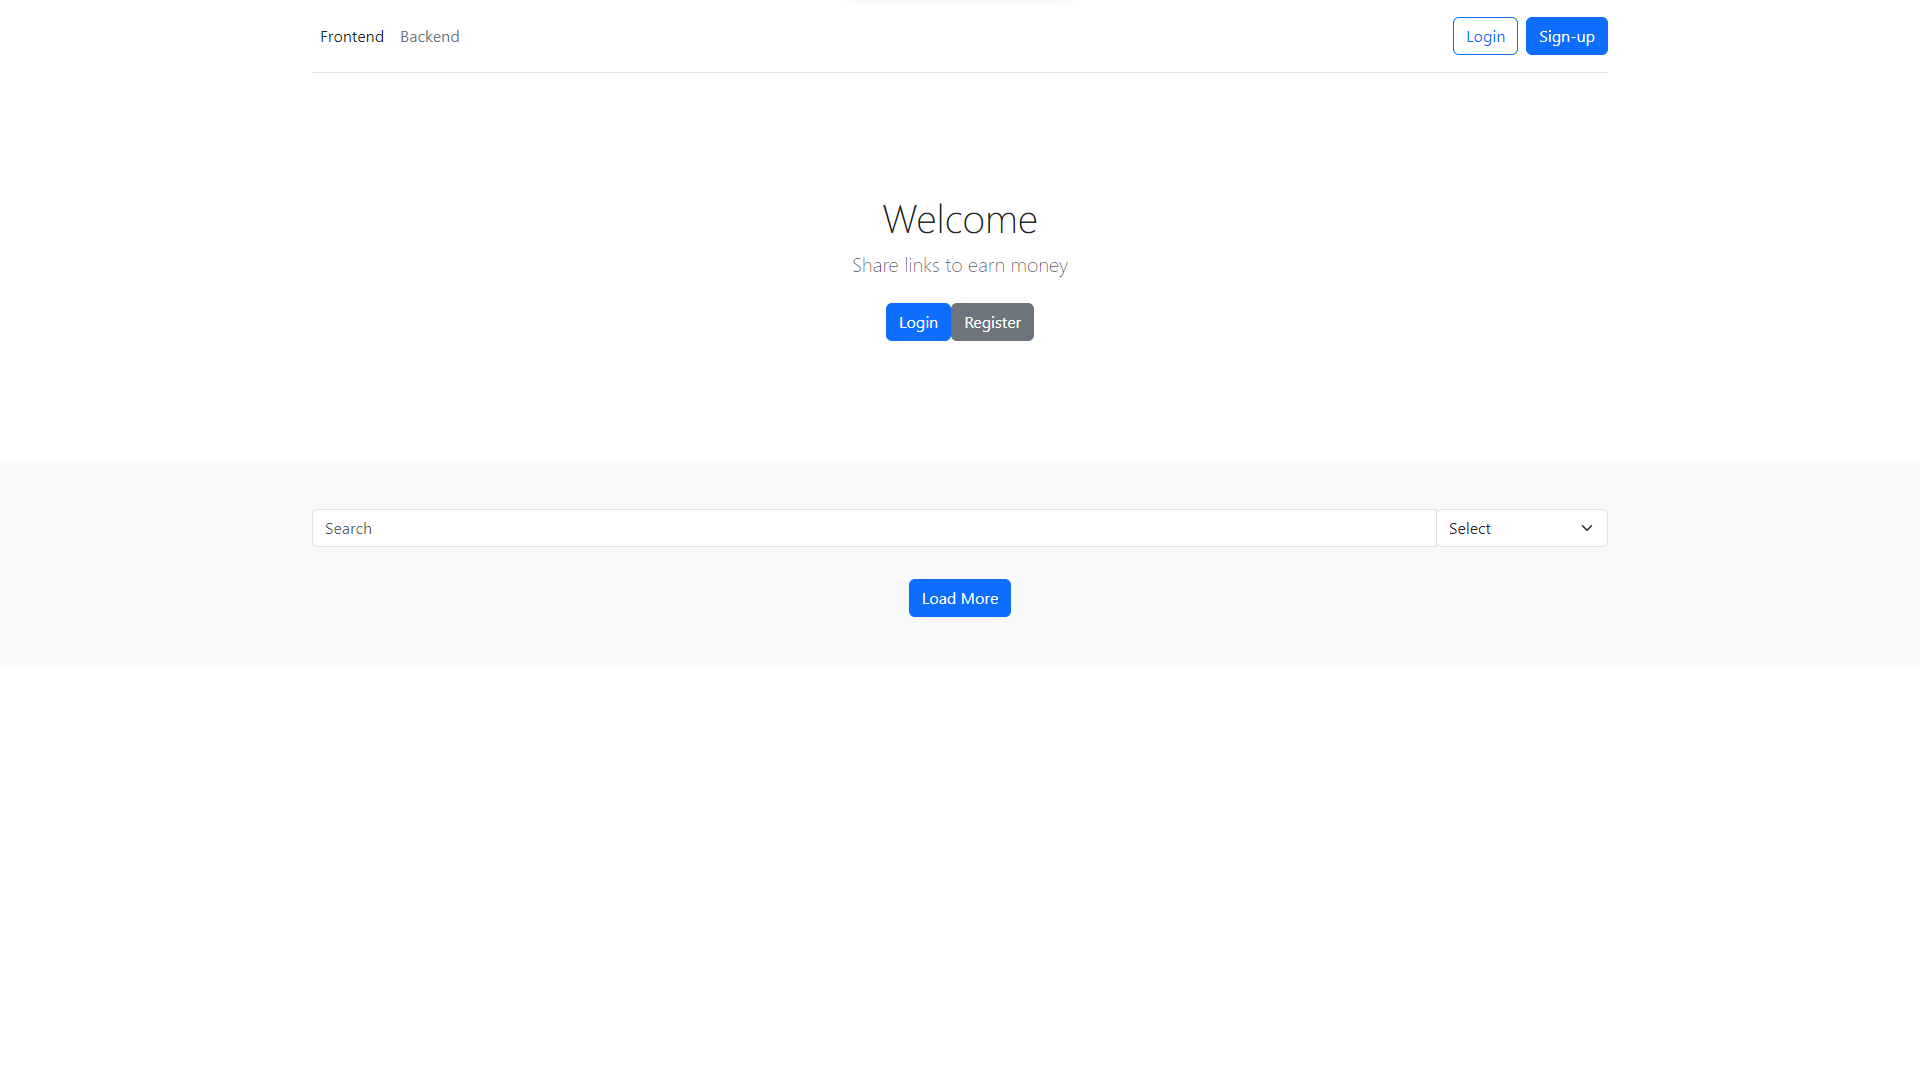 Frontend Backend Login Sign-up
Welcome
Share links to earn money
Login Register
Search Select
Load More